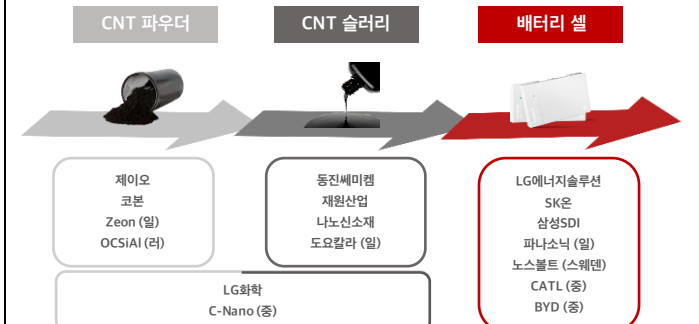 CNT 파우더
CNT 슬러리
배터리 셀
제이오
코본
Zeon (일)
OCSiAl (러)
동진쎄미켐
재원산업
나노신소재
도요칼라 (일)
LG에너지솔루션
SK온
삼성SDI
파나소닉 (일)
노스볼트 (스웨덴)
CATL (중)
BYD (중)
LG화학
C-Nano (중)